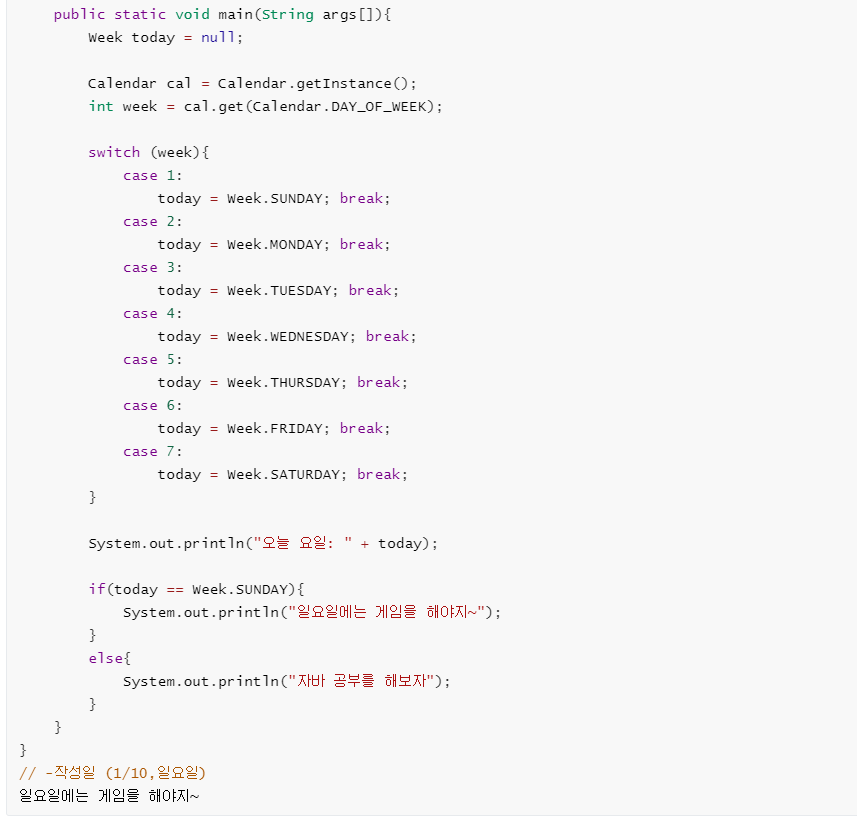 public static void main(String args[]){
Week today = null;
Calendar cal = Calendar.getInstance();
int week = cal.get(Calendar.DAY_OF_WEEK);
switch (week){
case 1:
today = Week.SUNDAY; break;
case 2:
today = Week.MONDAY; break;
case 3:
today = Week.TUESDAY; break;
case 4:
today = Week.WEDNESDAY; break;
case 5:
today = Week.THURSDAY; break;
case 6:
today = Week.FRIDAY; break;
case 7:
today = Week.SATURDAY; break;
}
System.out.println("오늘 요일: " + today);
if(today == Week.SUNDAY){
System.out.println("일요일에는 게임을 해야지~");
}
else{
System.out.println("자바 공부를 해보자");
}
}
}
// -작성일 (1/10,일요일)
일요일에는 게임을 해야지~